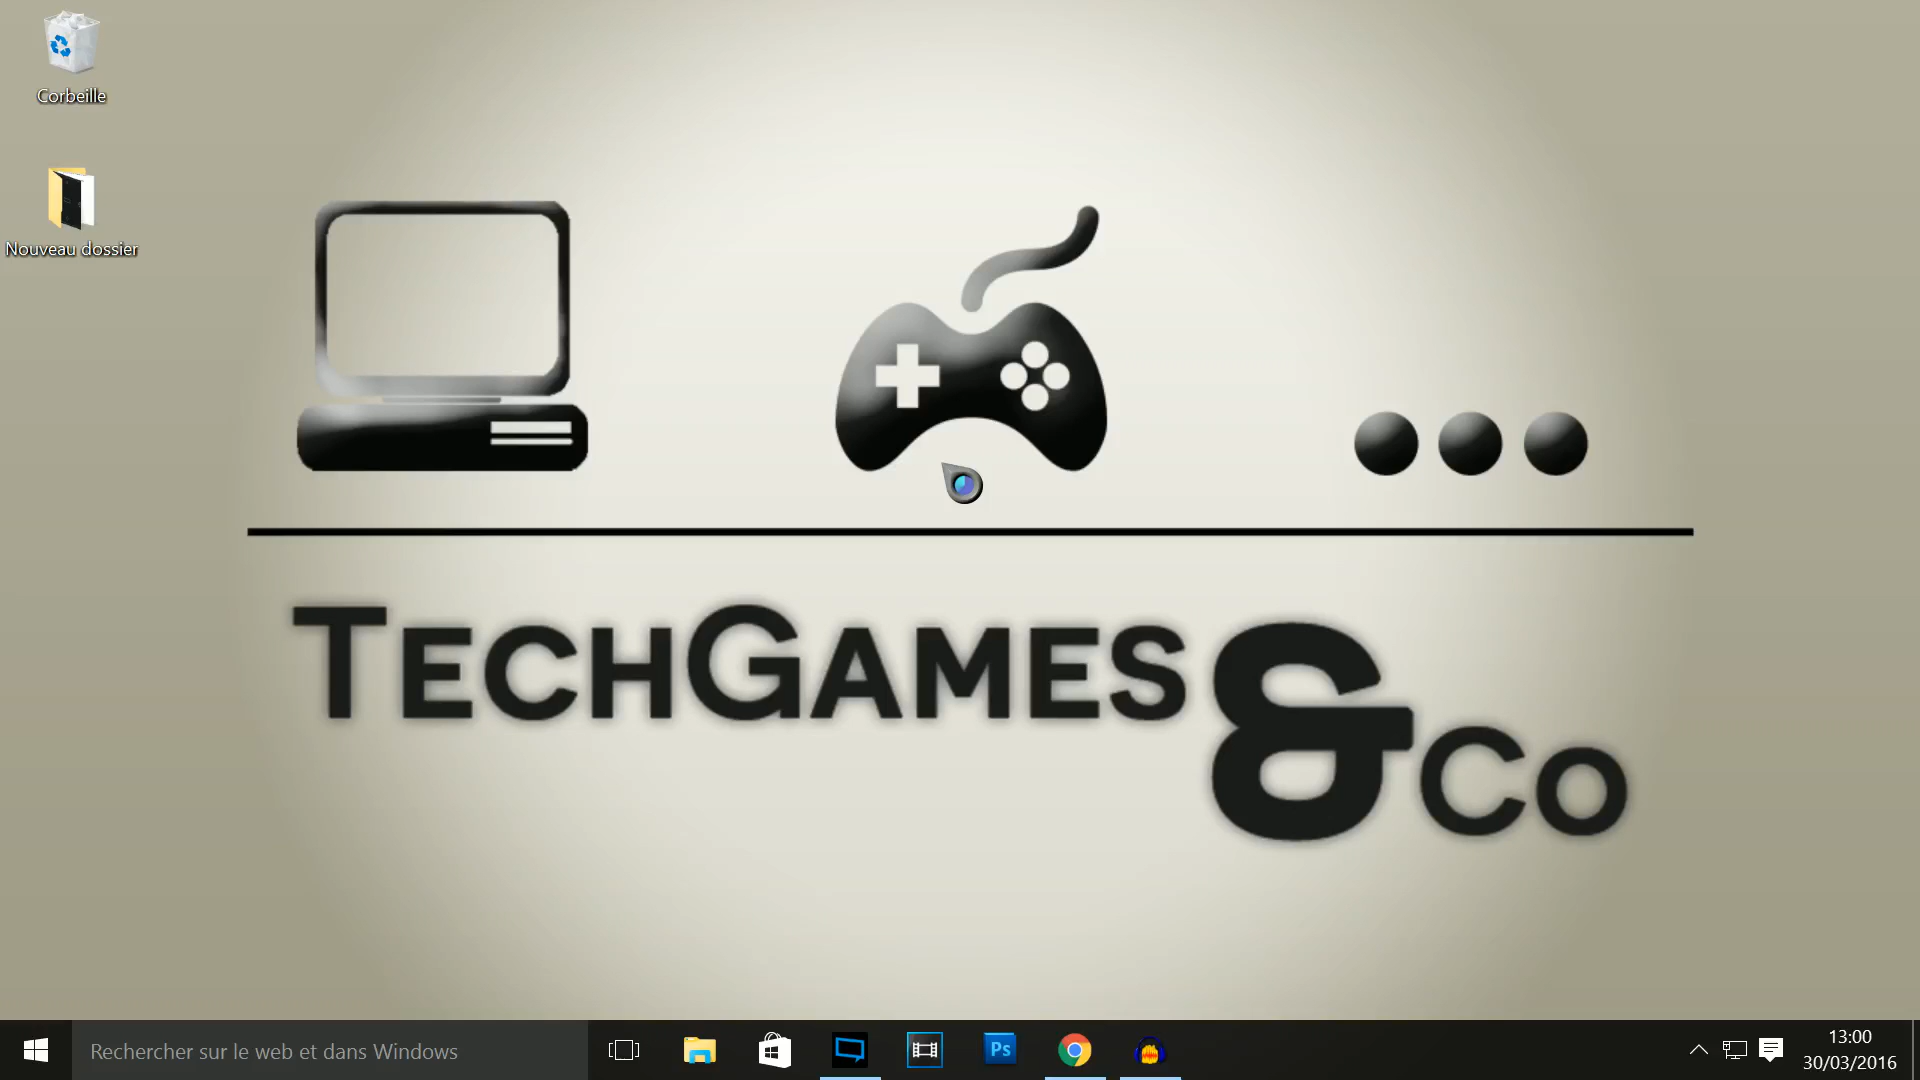 Corbeille
Nouveau dossier
TECHGAMES&CO
Rechercher sur le web et dans Windows
Ps
13:00
30/03/2016